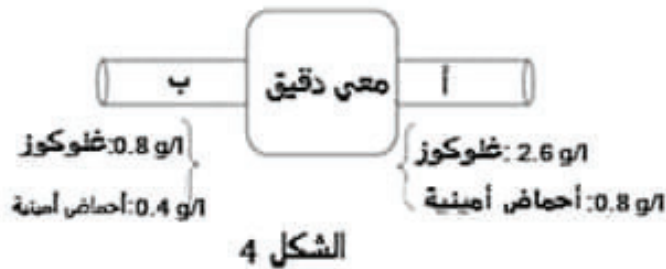 أ
معي دقيق
ب
غلوكوز: 2.6 g/l
أحماض أمينية: 0.8 g/l
غلوكوز: 0.8 g/l
أحماض أمينية: 0.4 g/l
الشكل 4